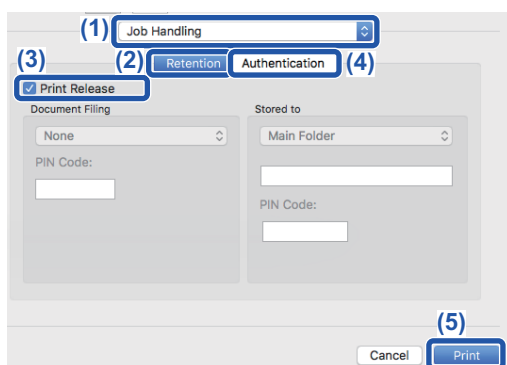 (1) Job Handling
(3) (2) Retention Authentication (4)
Print Release
Document Filing Stored to
None Main Folder
PIN Code:
PIN Code:
(5)
Cancel Print